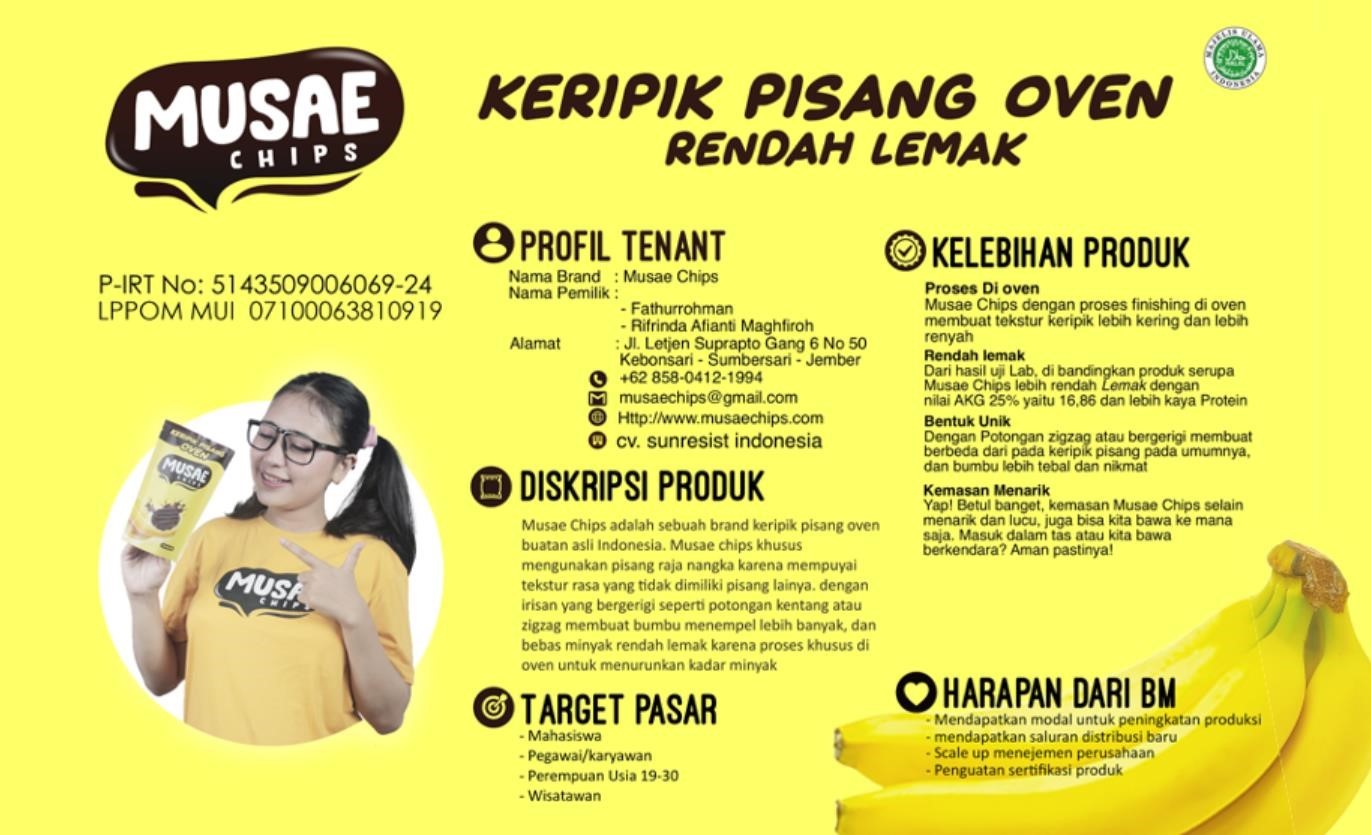 MUSAE
CHIPS
KERIPIK PISANG OVEN
RENDAH LEMAK
MAJELIS ULAMA
HALAL
INDONESIA
P-IRT No: 5143509006069-24
LPPOM MUI 07100063810919
KERIPIK PISANG
OVEN
MUSAE
CHIPS
MUSAE
CHIPS
PROFIL TENANT
Nama Brand : Musae Chips
Nama Pemilik :
- Fathurrohman
- Rifrinda Afianti Maghfiroh
Alamat : Jl. Letjen Suprapto Gang 6 No 50
Kebonsari - Sumbersari - Jember
+62 858-0412-1994
musaechips@gmail.com
Http://www.musaechips.com
cv. sunresist indonesia
DISKRIPSI PRODUK
Musae Chips adalah sebuah brand keripik pisang oven
buatan asli Indonesia. Musae chips khusus
mengunakan pisang raja nangka karena mempuyai
tekstur rasa yang tidak dimiliki pisang lainya. dengan
irisan yang bergerigi seperti potongan kentang atau
zigzag membuat bumbu menempel lebih banyak, dan
bebas minyak rendah lemak karena proses khusus di
oven untuk menurunkan kadar minyak
TARGET PASAR
- Mahasiswa
- Pegawai/karyawan
- Perempuan Usia 19-30
- Wisatawan
KELEBIHAN PRODUK
Proses Di oven
Musae Chips dengan proses finishing di oven
membuat tekstur keripik lebih kering dan lebih
renyah
Rendah lemak
Dari hasil uji Lab, di bandingkan produk serupa
Musae Chips lebih rendah Lemak dengan
nilai AKG 25% yaitu 16,86 dan lebih kaya Protein
Bentuk Unik
Dengan Potongan zigzag atau bergerigi membuat
berbeda dari pada keripik pisang pada umumnya,
dan bumbu lebih tebal dan nikmat
Kemasan Menarik
Yap! Betul banget, kemasan Musae Chips selain
menarik dan lucu, juga bisa kita bawa ke mana
saja. Masuk dalam tas atau kita bawa
berkendara? Aman pastinya!
HARAPAN DARI BM
- Mendapatkan modal untuk peningkatan produksi
- mendapatkan saluran distribusi baru
- Scale up menejemen perusahaan
- Penguatan sertifikasi produk